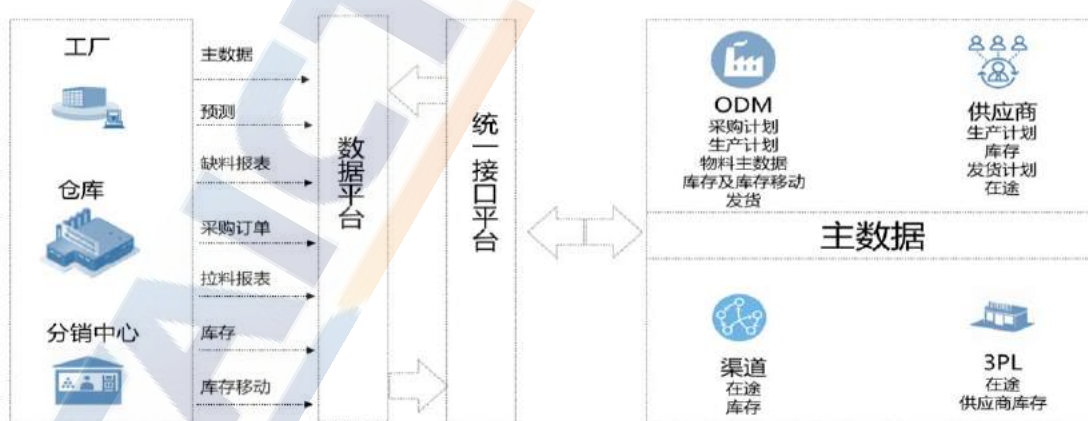 工厂
仓库
分销中心
主数据
预测
缺料报表
采购订单
拉料报表
库存
库存移动
数据平台
统一接口平台
ODM
采购计划
生产计划
物料主数据
库存及库存移动
发货
供应商
生产计划
库存
发货计划
在途
主数据
渠道
在途
库存
3PL
在途
供应商库存